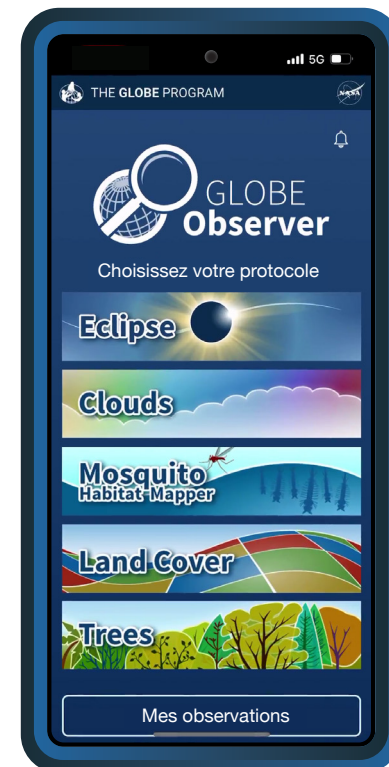 5G
THE GLOBE PROGRAM
NASA
GLOBE
Observer
Choisissez votre protocole
Eclipse
Clouds
Mosquito
Habitat Mapper
Land Cover
Trees
Mes observations